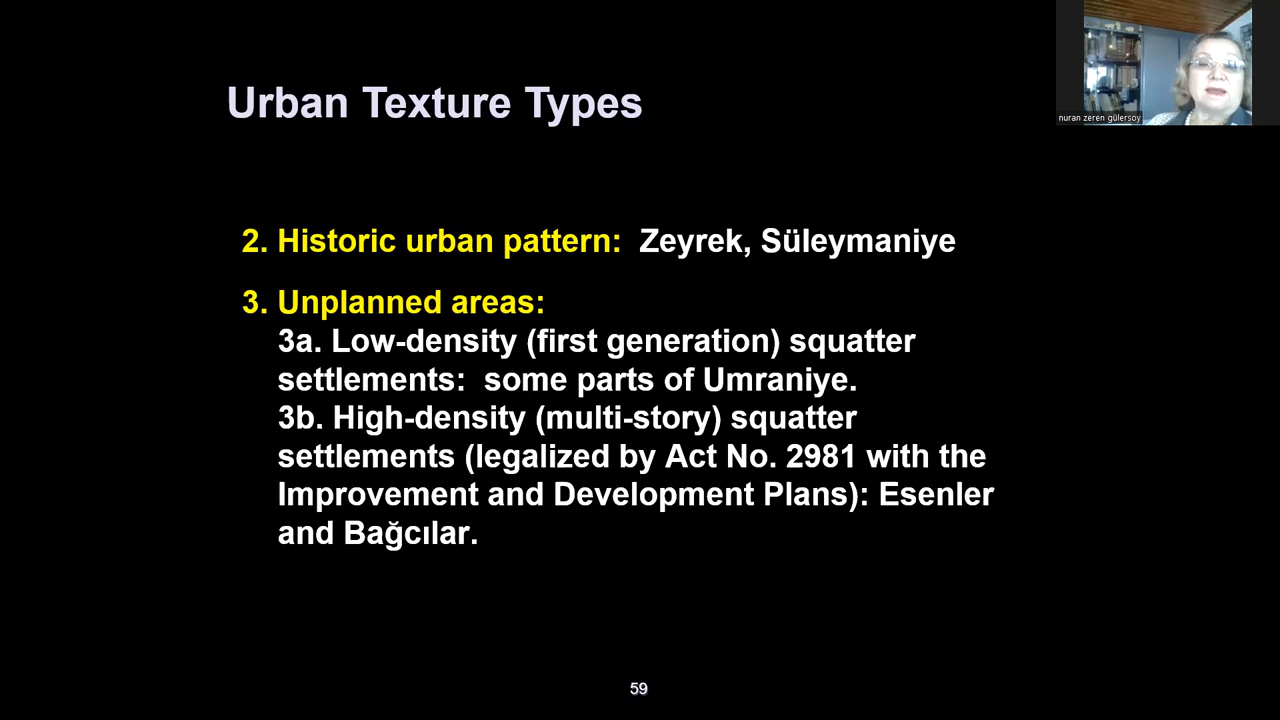 Urban Texture Types
nuran zeren gülersoy
2. Historic urban pattern:  Zeyrek, Süleymaniye
3. Unplanned areas:
3a. Low-density (first generation) squatter
settlements:  some parts of Umraniye.
3b. High-density (multi-story) squatter
settlements (legalized by Act No. 2981 with the
Improvement and Development Plans): Esenler
and Bağcılar.
59